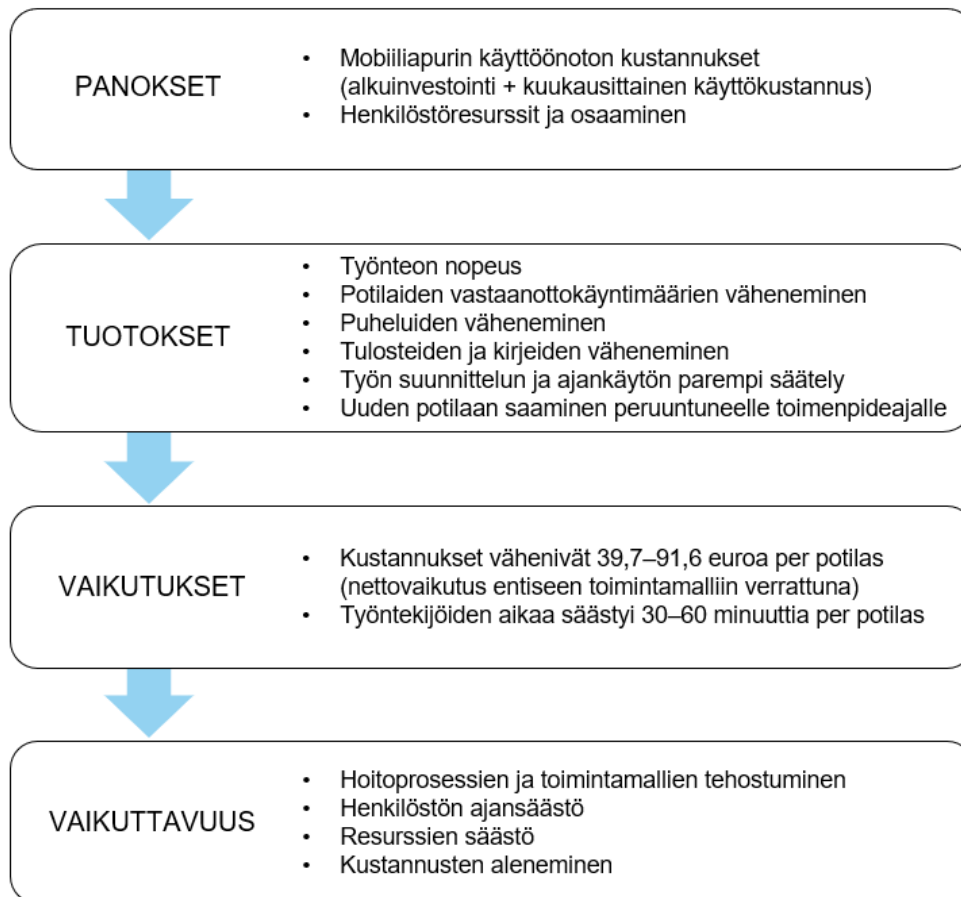 PANOKSET
• Mobiiliapurin käyttöönoton kustannukset
(alkuinvestointi + kuukausittainen käyttökustannus)
• Henkilöstöresurssit ja osaaminen
TUOTOKSET
• Työnteon nopeus
• Potilaiden vastaanottokäyntimäärien väheneminen
• Puheluiden väheneminen
• Tulosteiden ja kirjeiden väheneminen
• Työn suunnittelun ja ajankäytön parempi säätely
• Uuden potilaan saaminen peruuntuneelle toimenpideajalle
VAIKUTUKSET
• Kustannukset vähenivät 39,7–91,6 euroa per potilas
(nettovaikutus entiseen toimintamalliin verrattuna)
• Työntekijöiden aikaa säästyi 30–60 minuuttia per potilas
VAIKUTTAVUUS
• Hoitoprosessien ja toimintamallien tehostuminen
• Henkilöstön ajansäästö
• Resurssien säästö
• Kustannusten aleneminen